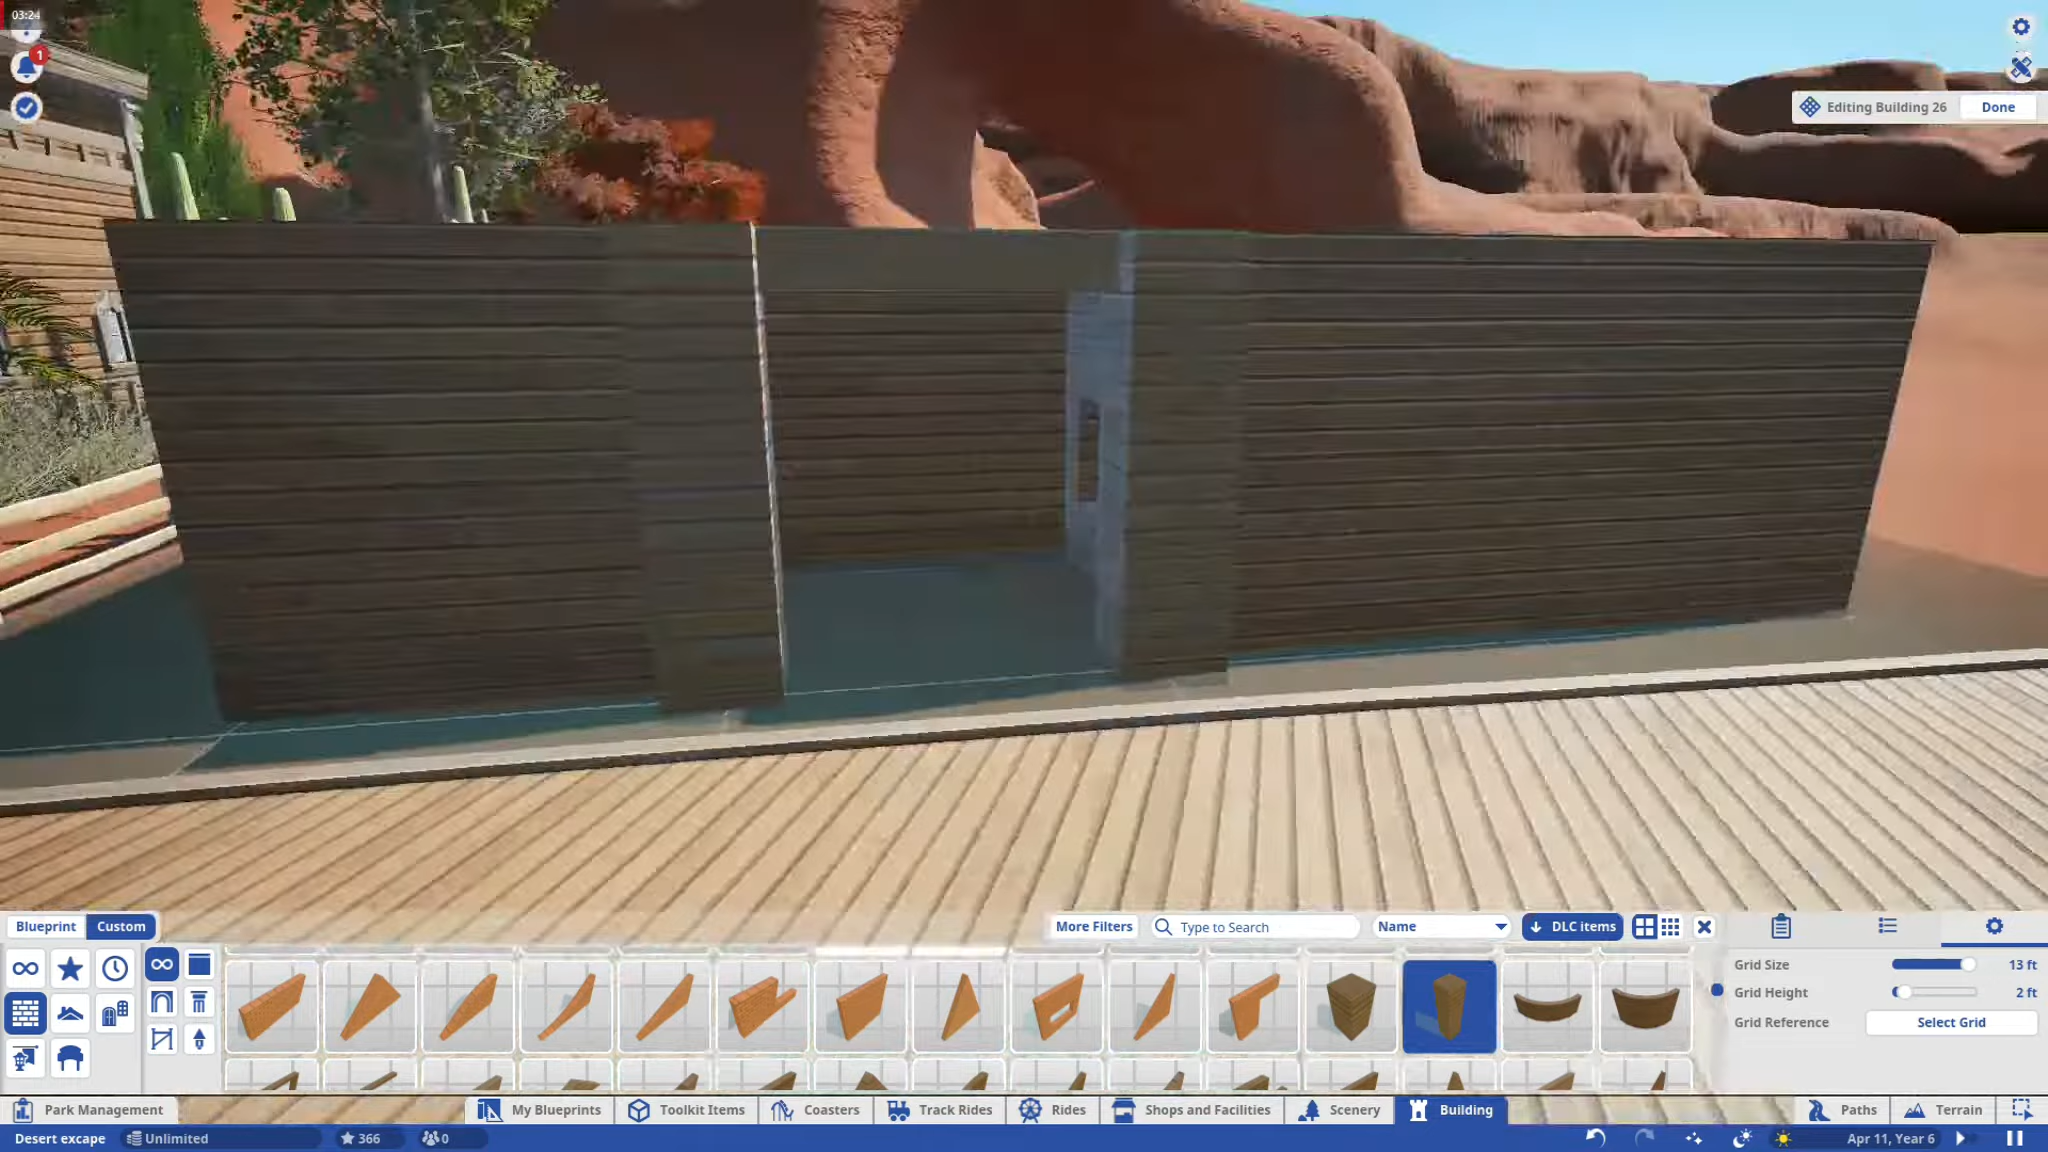 03:24
1
Editing Building 26
Done
Blueprint
Custom
More Filters
Type to Search
Name
DLC items
Grid Size
13 ft
Grid Height
2 ft
Grid Reference
Select Grid
Park Management
My Blueprints
Toolkit Items
Coasters
Track Rides
Rides
Shops and Facilities
Scenery
Building
Paths
Terrain
Desert excape
Unlimited
366
0
Apr 11, Year 6